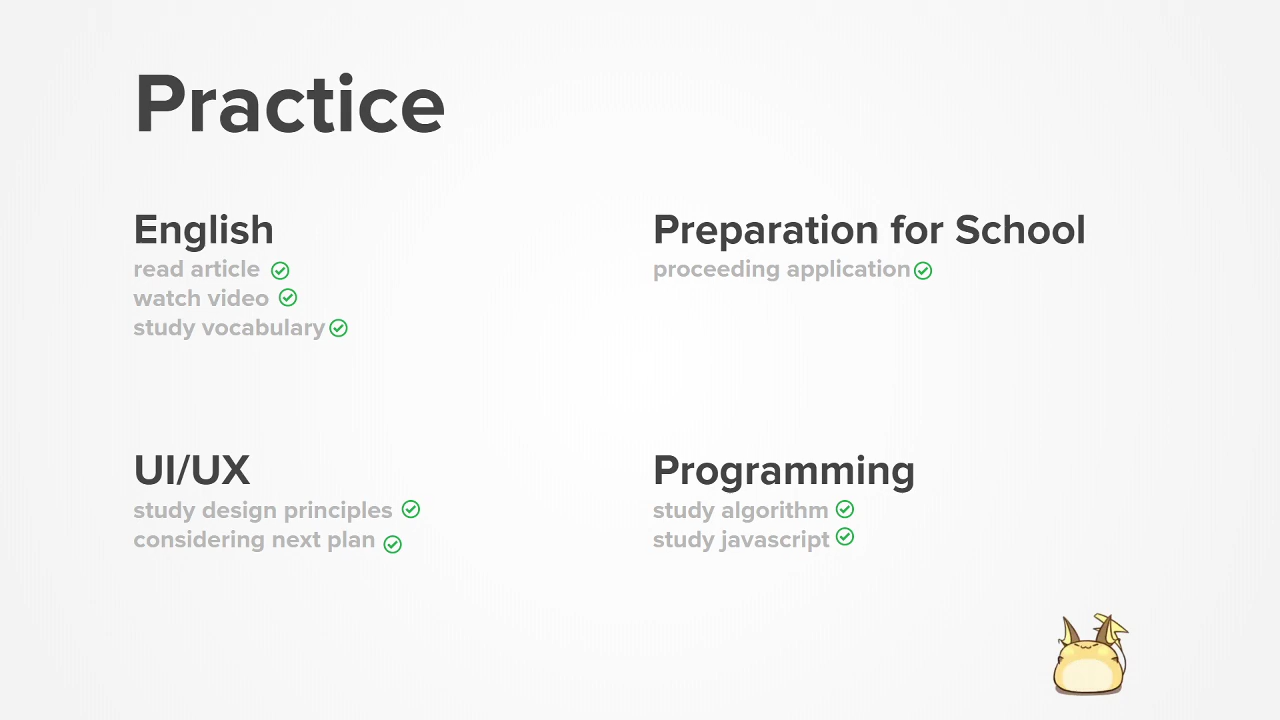 Practice
English
read article
watch video
study vocabulary
Preparation for School
proceeding application
UI/UX
study design principles
considering next plan
Programming
study algorithm
study javascript